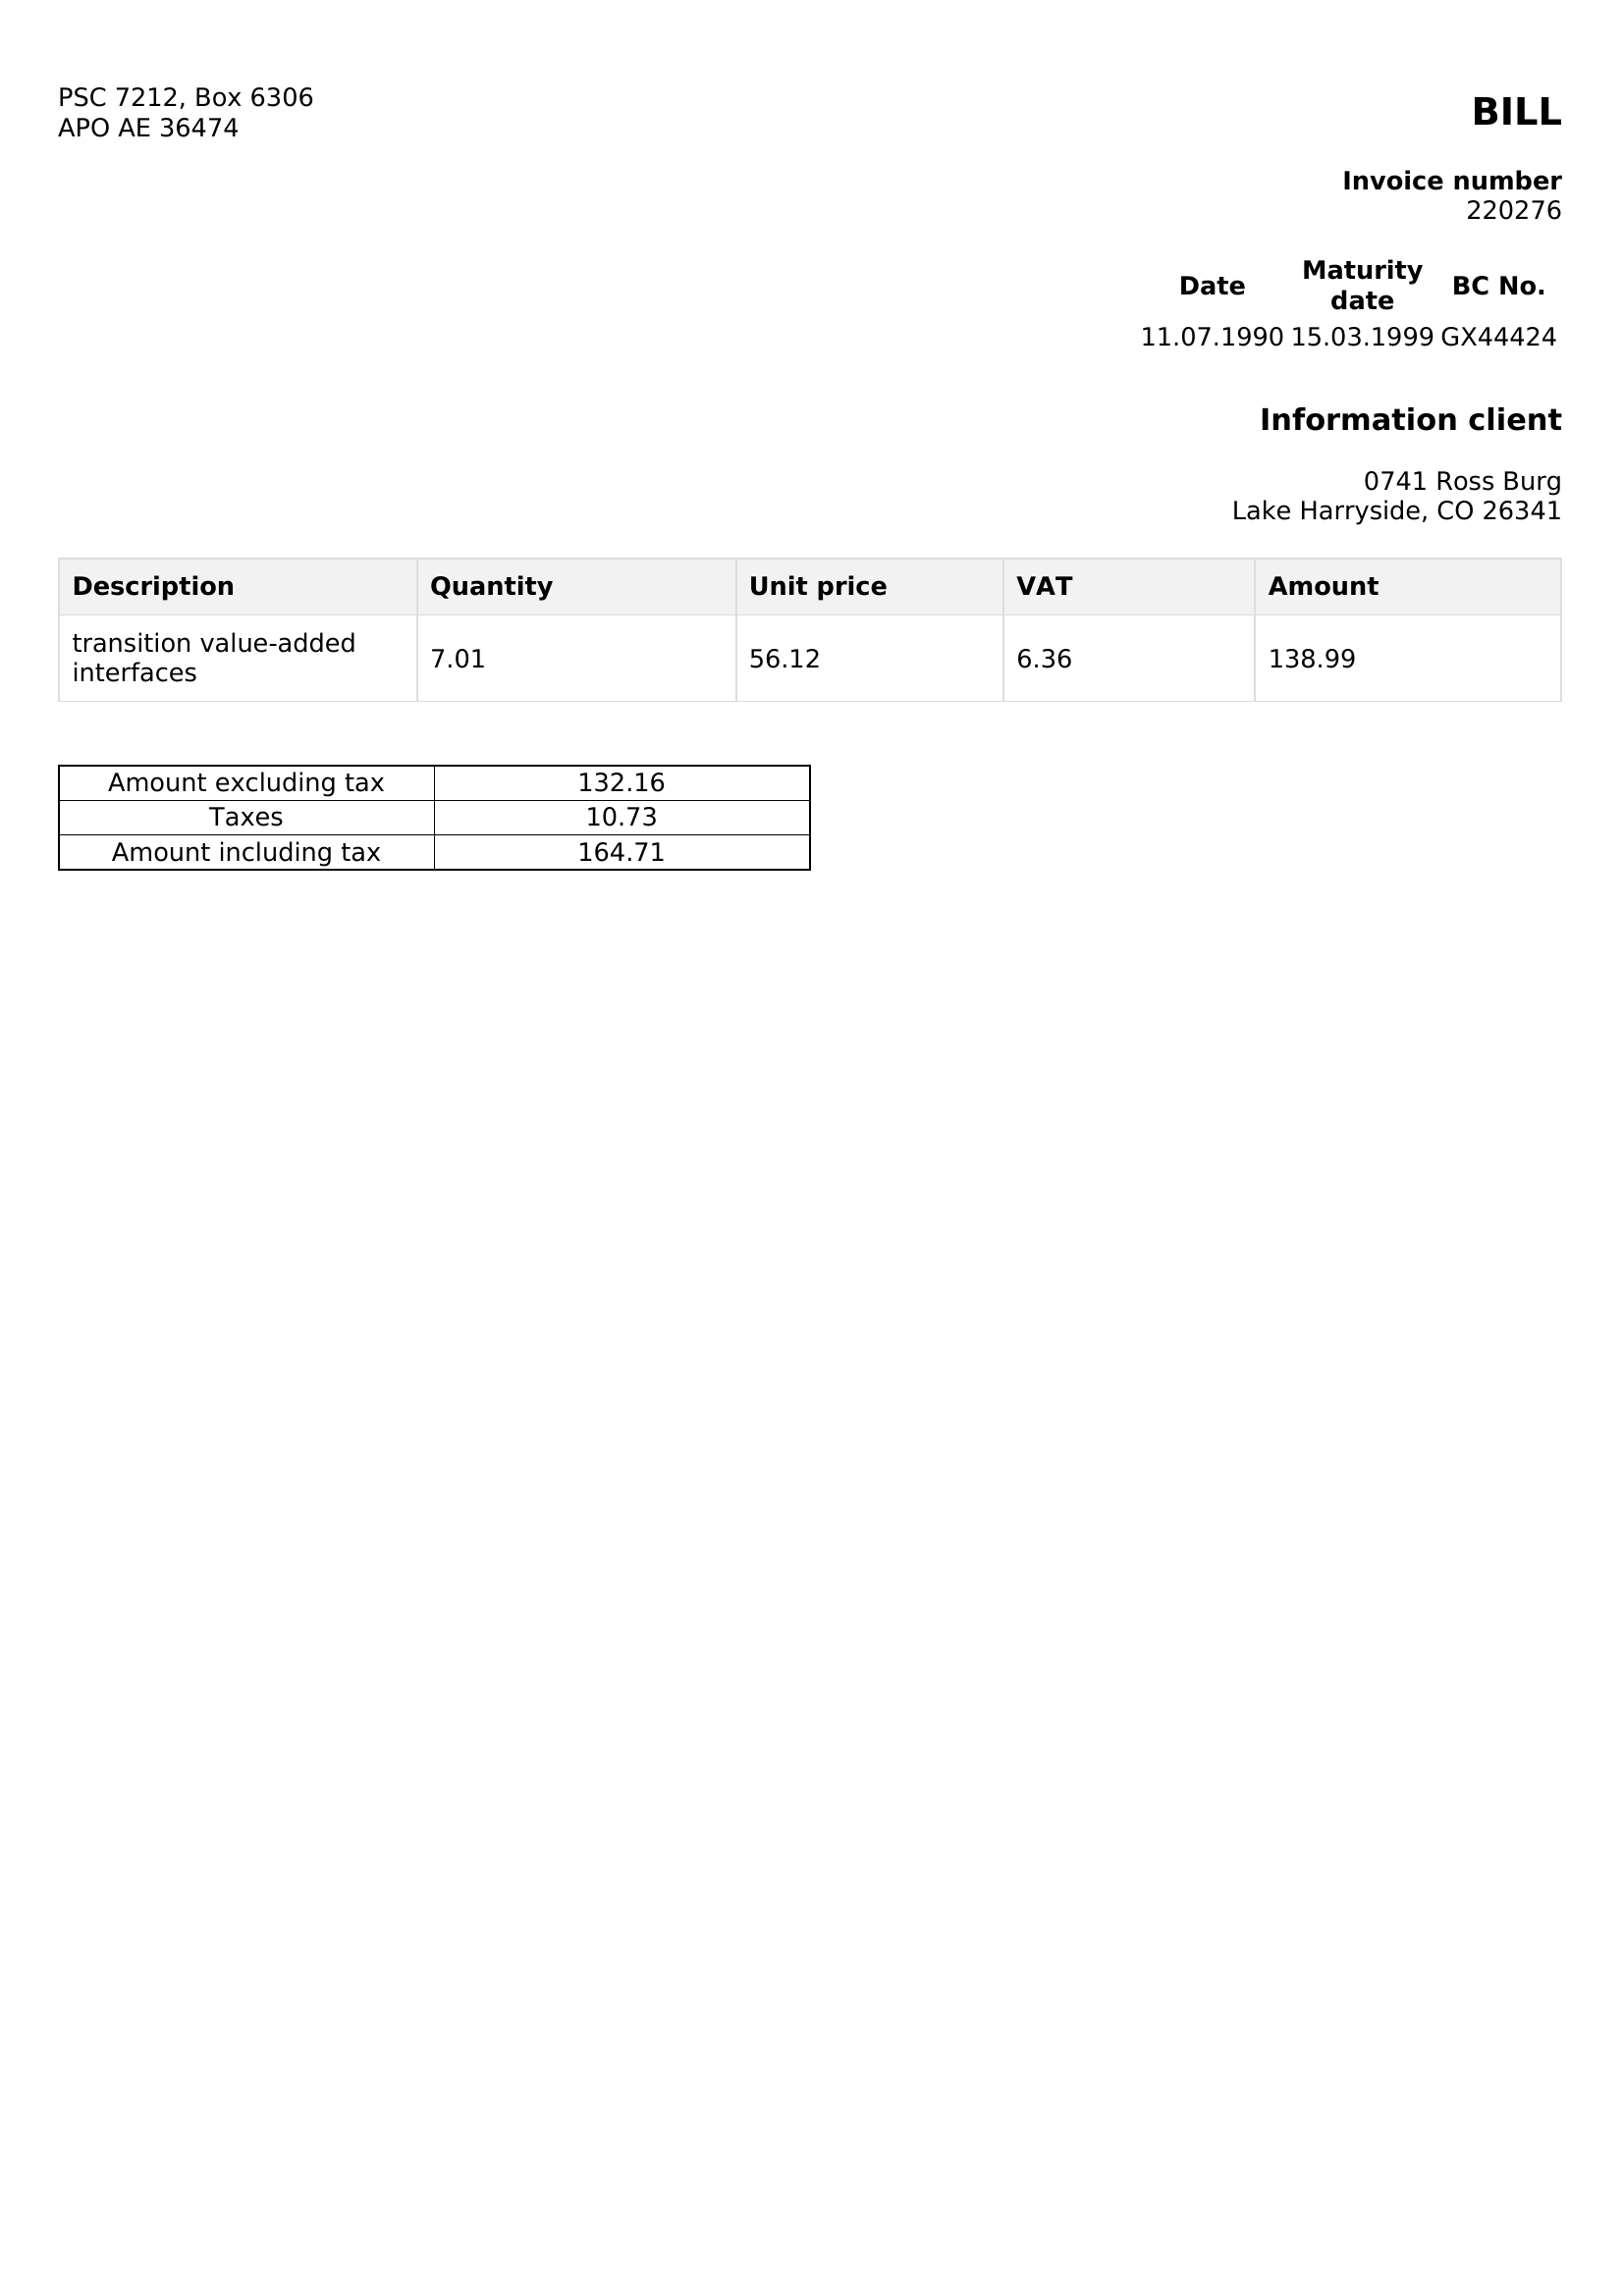 PSC 7212, Box 6306
APO AE 36474
BILL
Invoice number
220276
Date Maturity date BC No.
11.07.1990 15.03.1999 GX44424
Information client
0741 Ross Burg
Lake Harryside, CO 26341
Description Quantity Unit price VAT Amount
transition value-added
interfaces 7.01 56.12 6.36 138.99
Amount excluding tax 132.16
Taxes 10.73
Amount including tax 164.71